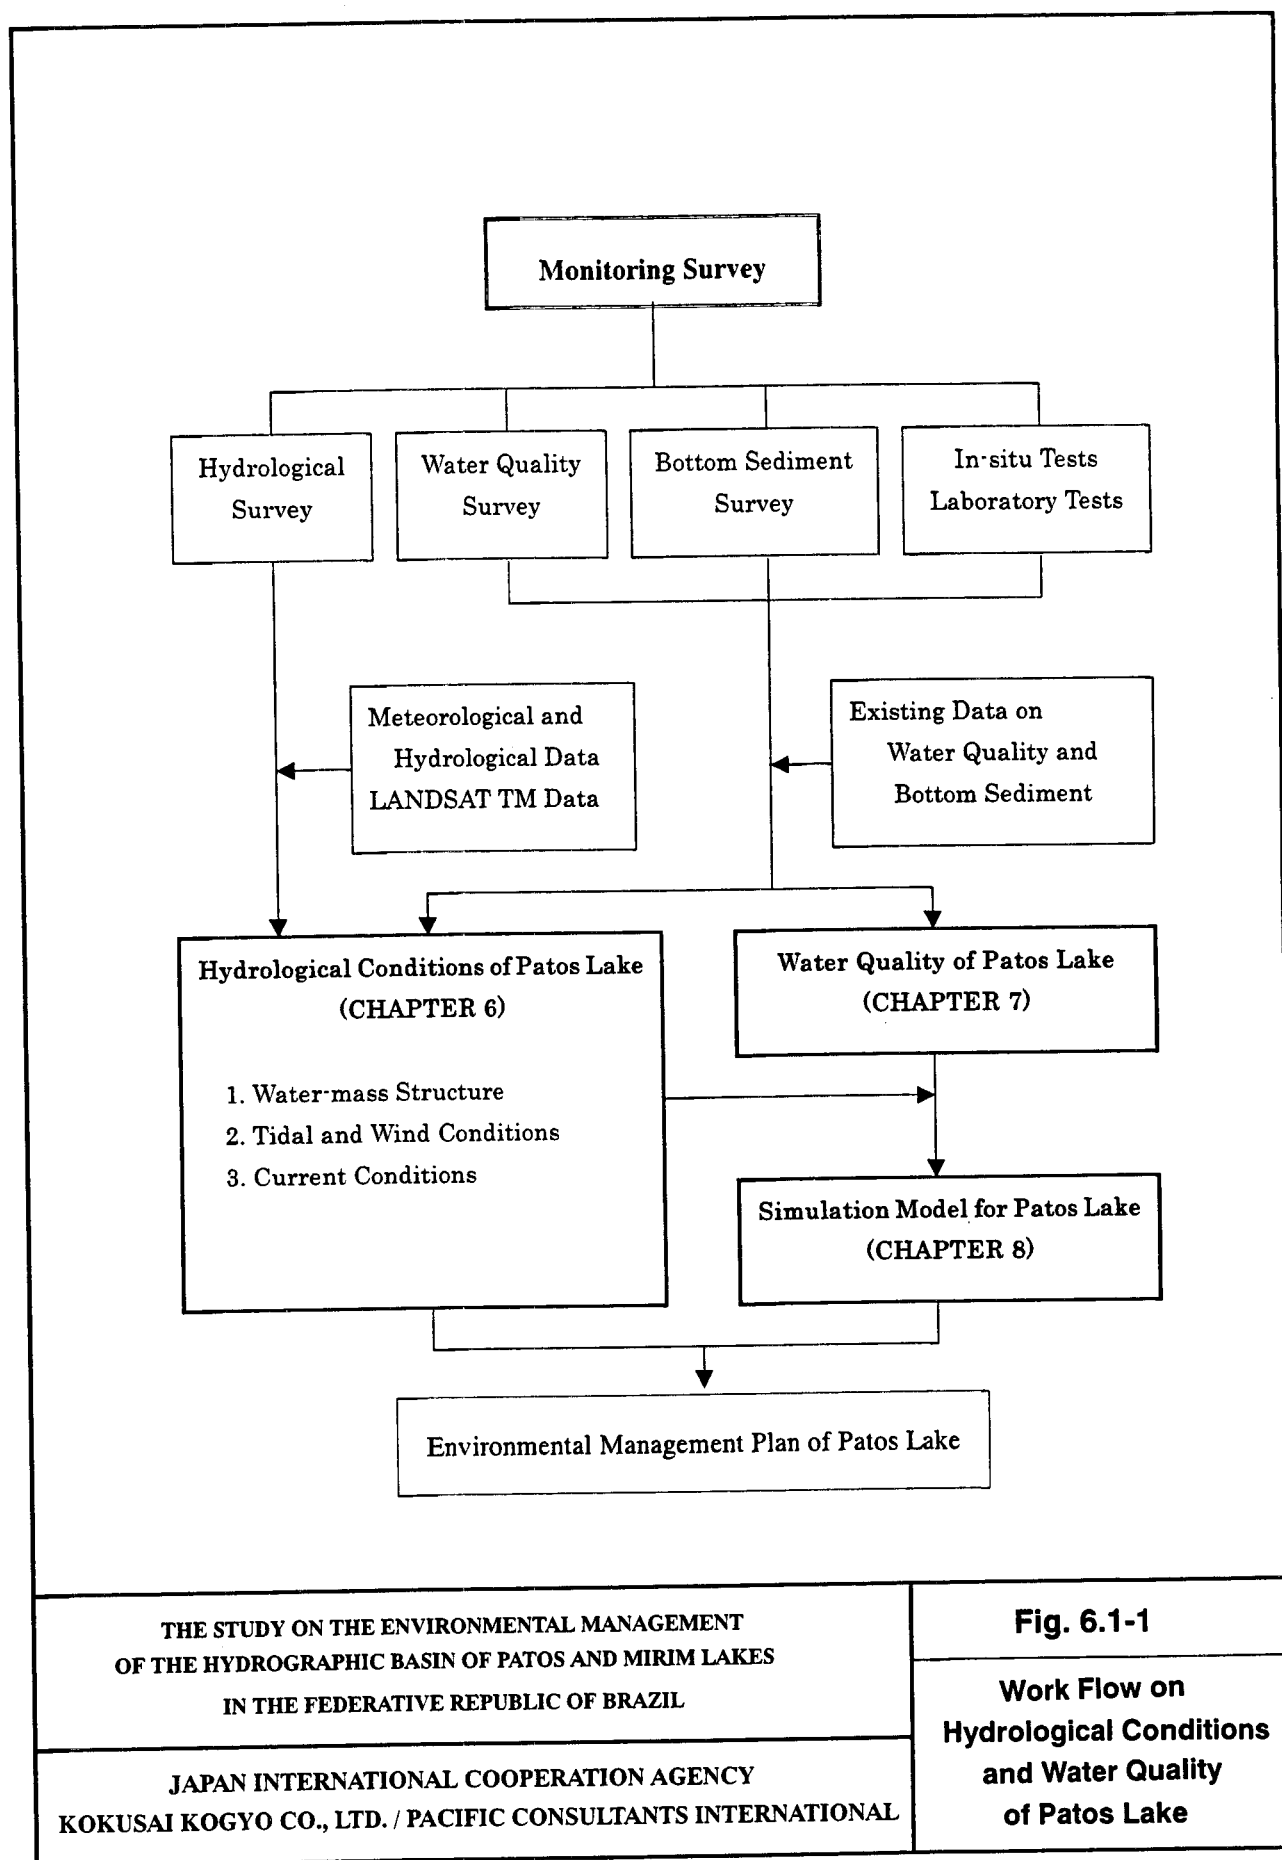 Monitoring Survey
Hydrological
Survey
Water Quality
Survey
Bottom Sediment
Survey
In-situ Tests
Laboratory Tests
Meteorological and
Hydrological Data
LANDSAT TM Data
Existing Data on
Water Quality and
Bottom Sediment
Hydrological Conditions of Patos Lake
(CHAPTER 6)
1. Water-mass Structure
2. Tidal and Wind Conditions
3. Current Conditions
Water Quality of Patos Lake
(CHAPTER 7)
Simulation Model for Patos Lake
(CHAPTER 8)
Environmental Management Plan of Patos Lake
THE STUDY ON THE ENVIRONMENTAL MANAGEMENT
OF THE HYDROGRAPHIC BASIN OF PATOS AND MIRIM LAKES
IN THE FEDERATIVE REPUBLIC OF BRAZIL
JAPAN INTERNATIONAL COOPERATION AGENCY
KOKUSAI KOGYO CO., LTD. / PACIFIC CONSULTANTS INTERNATIONAL
Fig. 6.1-1
Work Flow on
Hydrological Conditions
and Water Quality
of Patos Lake